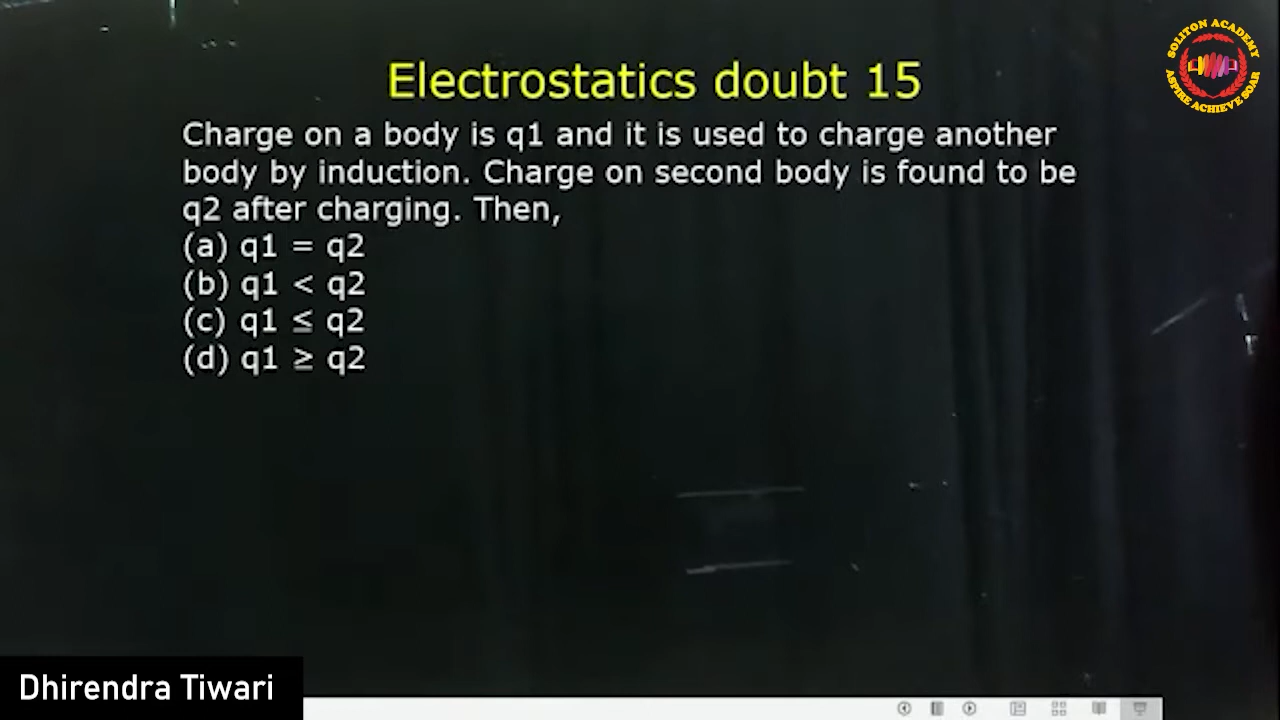 SOLITON ACADEMY
ASPIRE ACHIEVE SOAR
Electrostatics doubt 15
Charge on a body is q1 and it is used to charge another
body by induction. Charge on second body is found to be
q2 after charging. Then,
(a) q1 = q2
(b) q1 < q2
(c) q1 ≤ q2
(d) q1 ≥ q2
Dhirendra Tiwari